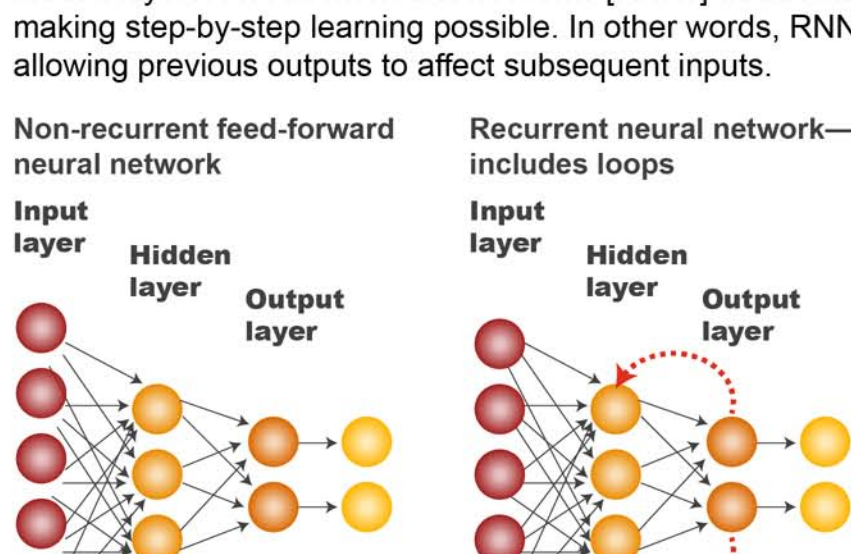 making step-by-step learning possible. In other words, RNN
allowing previous outputs to affect subsequent inputs.
Non-recurrent feed-forward
neural network
Input
layer
Hidden
layer
Output
layer
Recurrent neural network—
includes loops
Input
layer
Hidden
layer
Output
layer